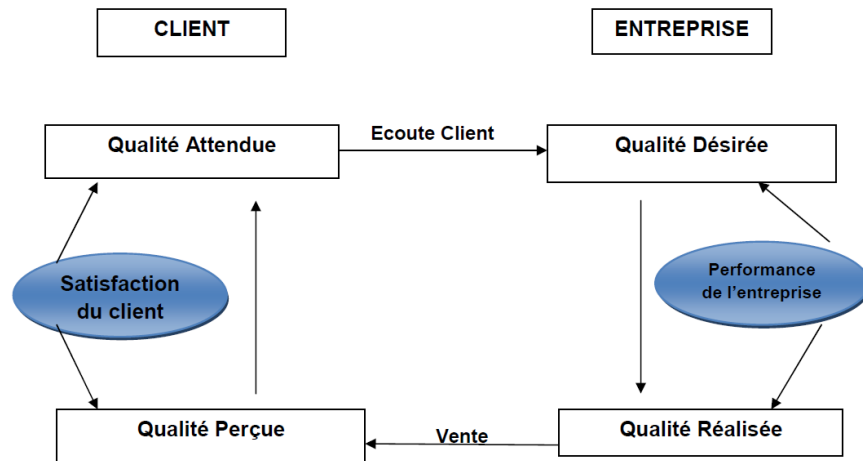 CLIENT
ENTREPRISE
Ecoute Client
Qualité Attendue
Qualité Désirée
Satisfaction
du client
Performance
de l'entreprise
Qualité Perçue
Vente
Qualité Réalisée